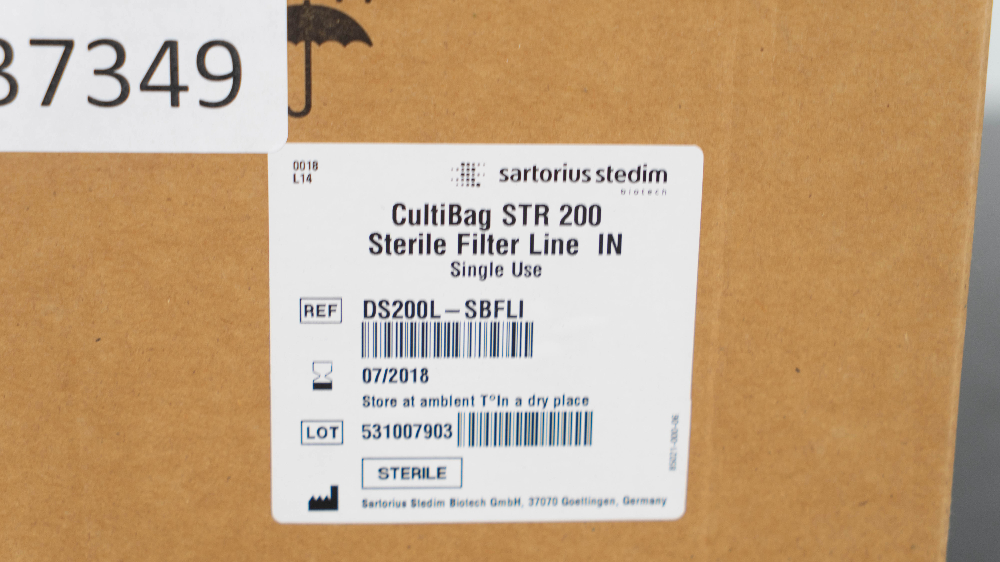 37349
0018
L14
sartorius stedim
biotech
CultiBag STR 200
Sterile Filter Line IN
Single Use
REF DS200L-SBFLI
07/2018
Store at ambient T°In a dry place
LOT 531007903
STERILE
Sartorius Stedim Biotech GmbH, 37070 Goettingen, Germany